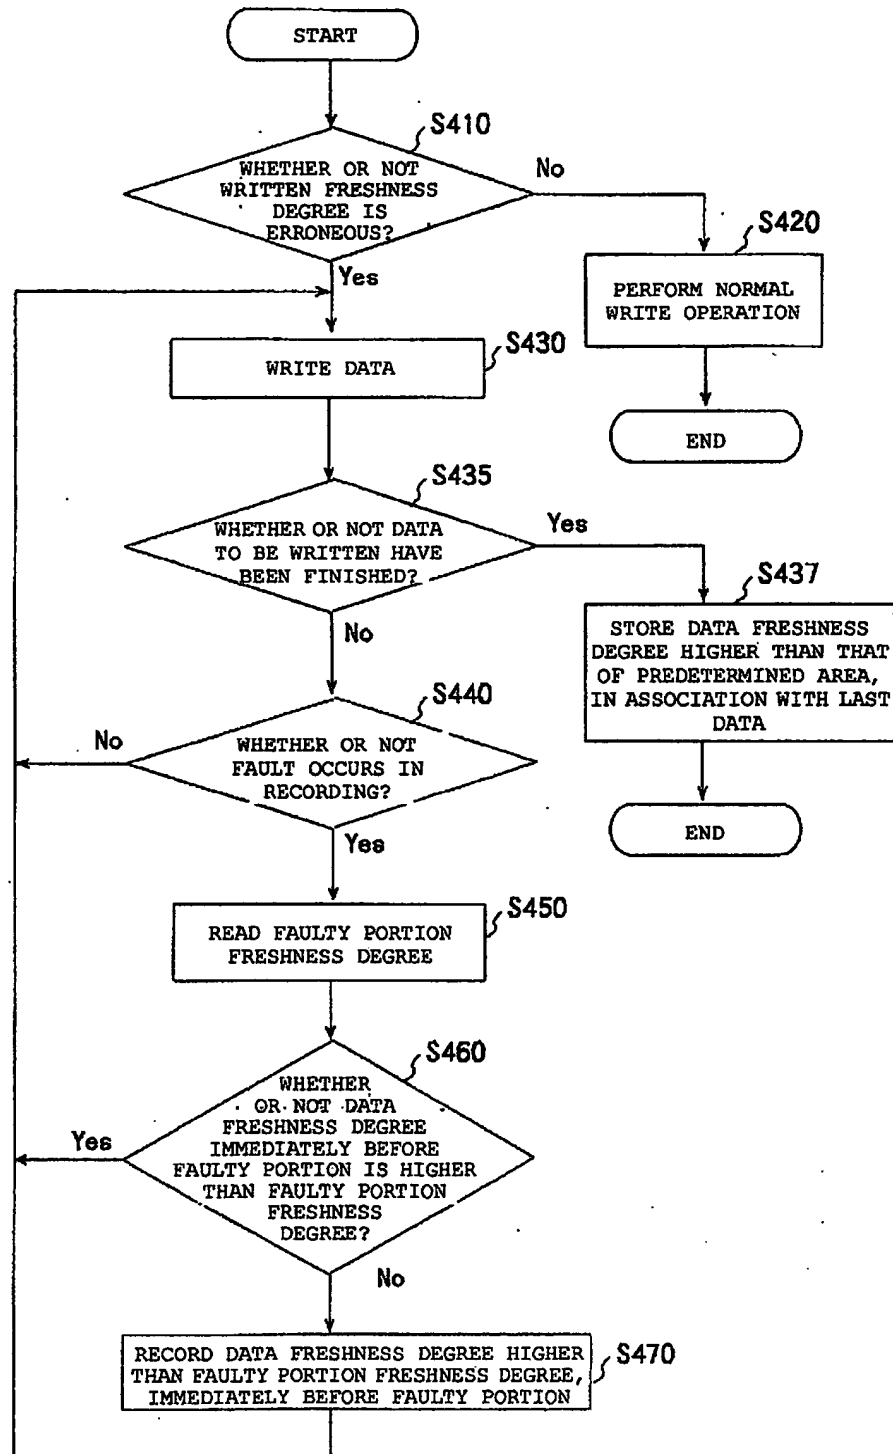 START
S410
WHETHER OR NOT
WRITTEN FRESHNESS
DEGREE IS
ERRONEOUS?
No
Yes
S420
PERFORM NORMAL
WRITE OPERATION
END
S430
WRITE DATA
S435
WHETHER OR NOT DATA
TO BE WRITTEN HAVE
BEEN FINISHED?
Yes
No
S437
STORE DATA FRESHNESS
DEGREE HIGHER THAN THAT
OF PREDETERMINED AREA,
IN ASSOCIATION WITH LAST
DATA
END
S440
No
WHETHER OR NOT
FAULT OCCURS IN
RECORDING?
Yes
S450
READ FAULTY PORTION
FRESHNESS DEGREE
S460
WHETHER
OR NOT DATA
FRESHNESS DEGREE
IMMEDIATELY BEFORE
FAULTY PORTION IS HIGHER
THAN FAULTY PORTION
FRESHNESS
DEGREE?
Yes
No
S470
RECORD DATA FRESHNESS DEGREE HIGHER
THAN FAULTY PORTION FRESHNESS DEGREE,
IMMEDIATELY BEFORE FAULTY PORTION